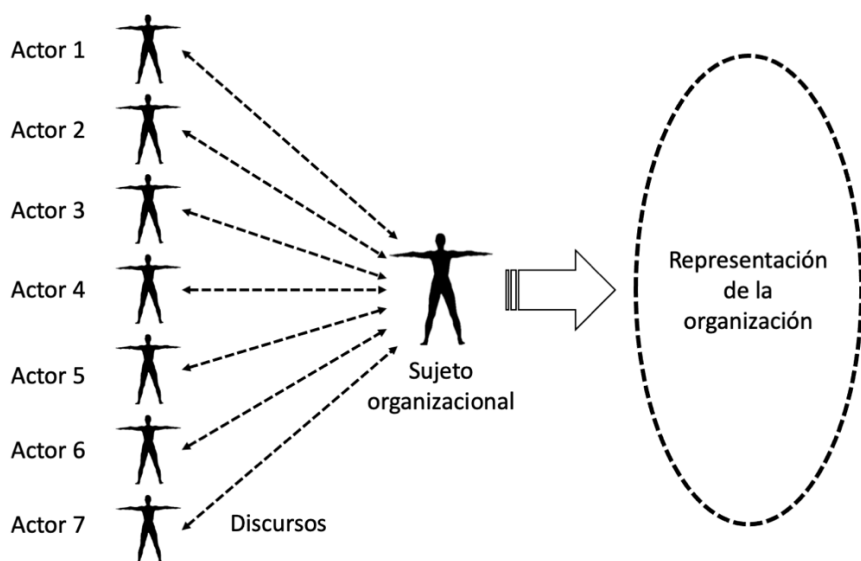 Actor 1
Actor 2
Actor 3
Actor 4
Actor 5
Actor 6
Actor 7
Discursos
Sujeto
organizacional
Representación
de la
organización